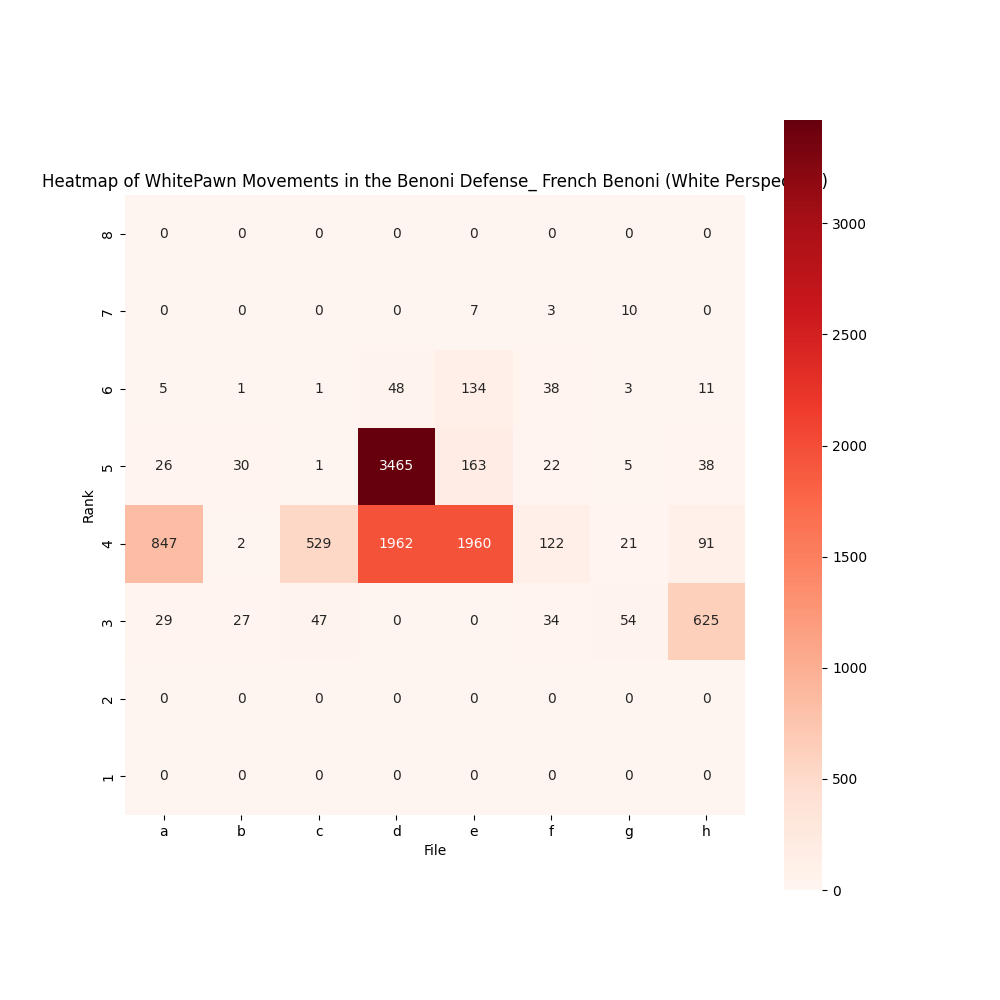 Heatmap of WhitePawn Movements in the Benoni Defense_ French Benoni (White Perspec )
8 0 0 0 0 0 0 0 0
7 0 0 0 0 7 3 10 0
6 5 1 1 48 134 38 3 11
5 26 30 1 3465 163 22 5 38
4 847 2 529 1962 1960 122 21 91
3 29 27 47 0 0 34 54 625
2 0 0 0 0 0 0 0 0
1 0 0 0 0 0 0 0 0
a b c d e f g h
File
Rank
3000
2500
2000
1500
1000
500
0